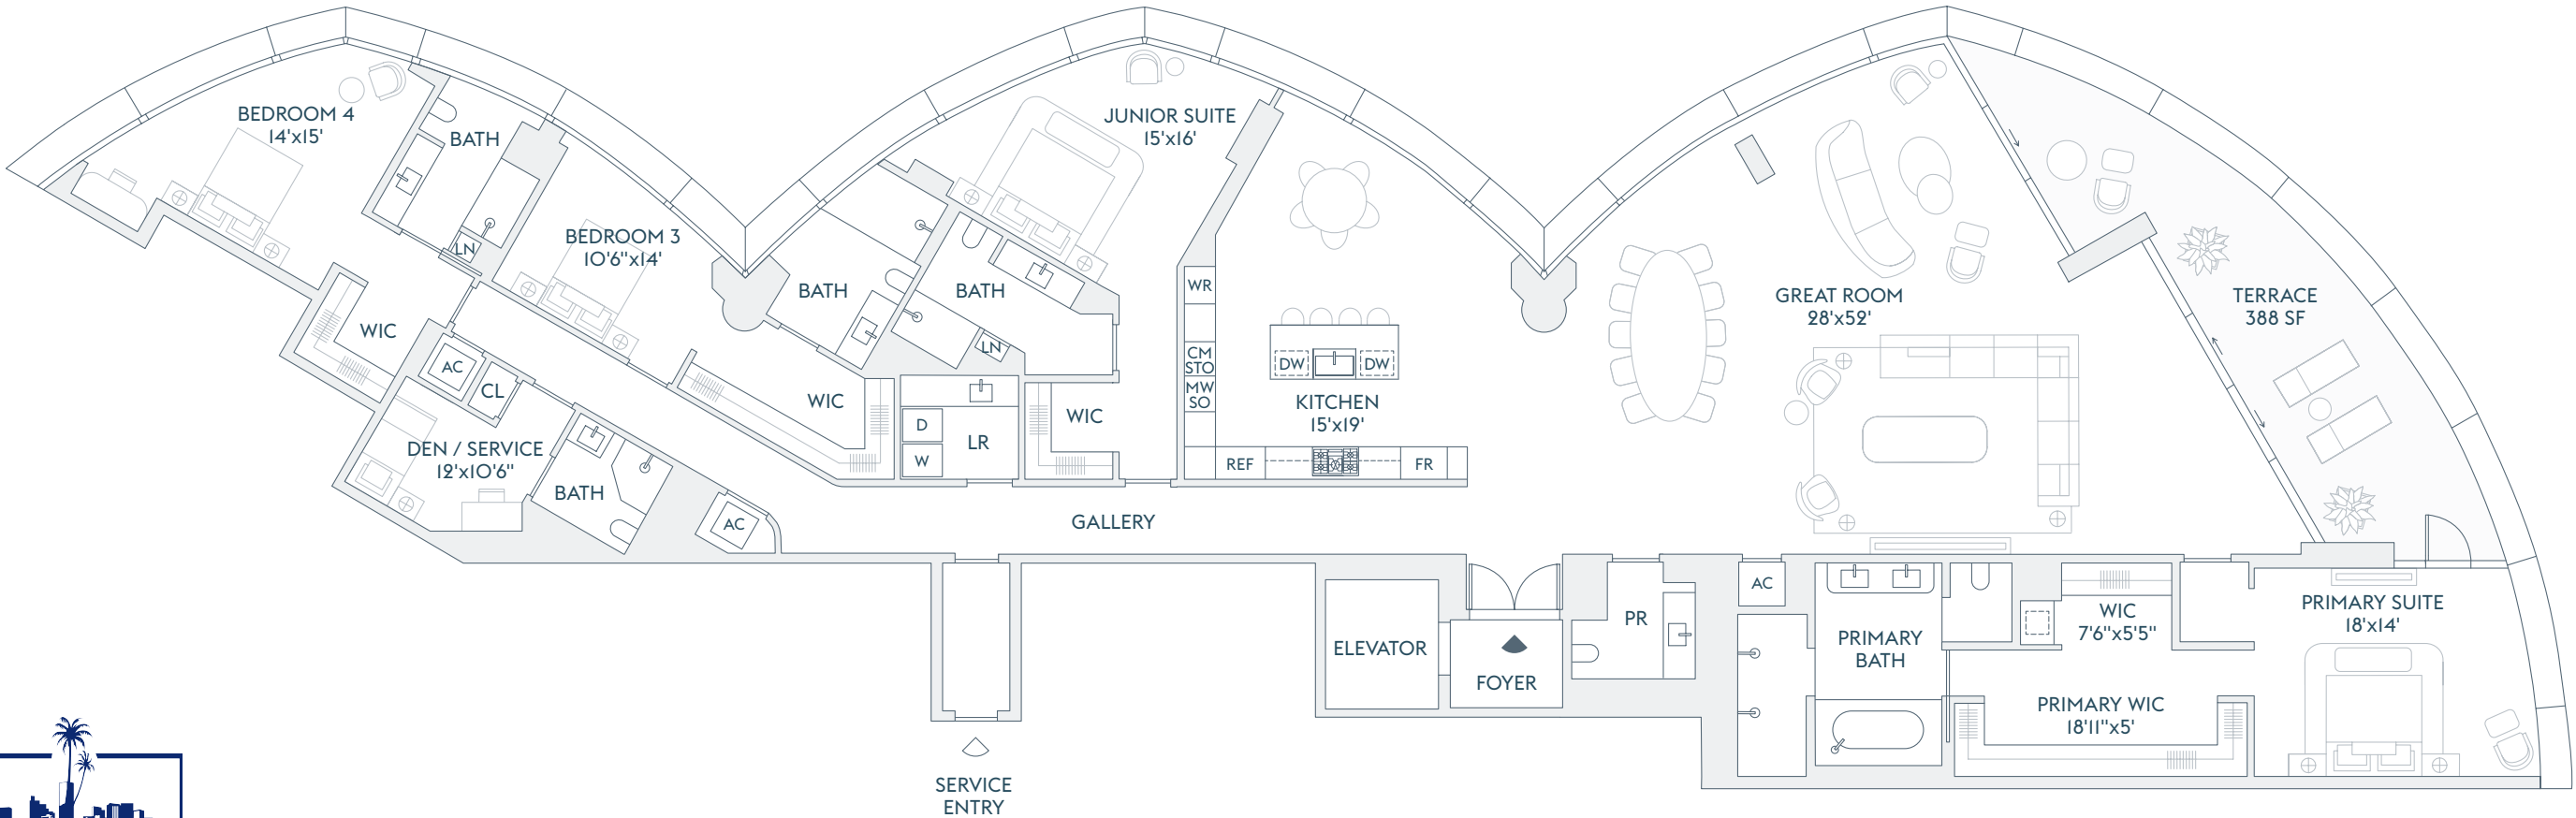 BEDROOM 4
14'x15'
BATH
LN
BEDROOM 3
10'6"x14'
WIC
AC
CL
DEN / SERVICE
12'x10'6"
BATH
AC
JUNIOR SUITE
15'x16'
BATH
BATH
LN
WIC
D
W
LR
WIC
WR
CM
STO
MW
SO
DW
DW
KITCHEN
15'x19'
REF
FR
GALLERY
GREAT ROOM
28'x52'
TERRACE
388 SF
ELEVATOR
FOYER
PR
AC
PRIMARY
BATH
WIC
7'6"x5'5"
PRIMARY WIC
18'11"x5'
PRIMARY SUITE
18'x14'
SERVICE
ENTRY